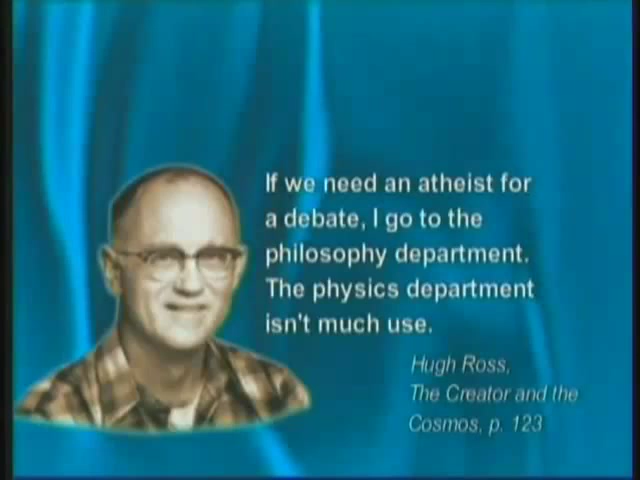 If we need an atheist for
a debate, I go to the
philosophy department.
The physics department
isn't much use.
Hugh Ross,
The Creator and the
Cosmos, p. 123